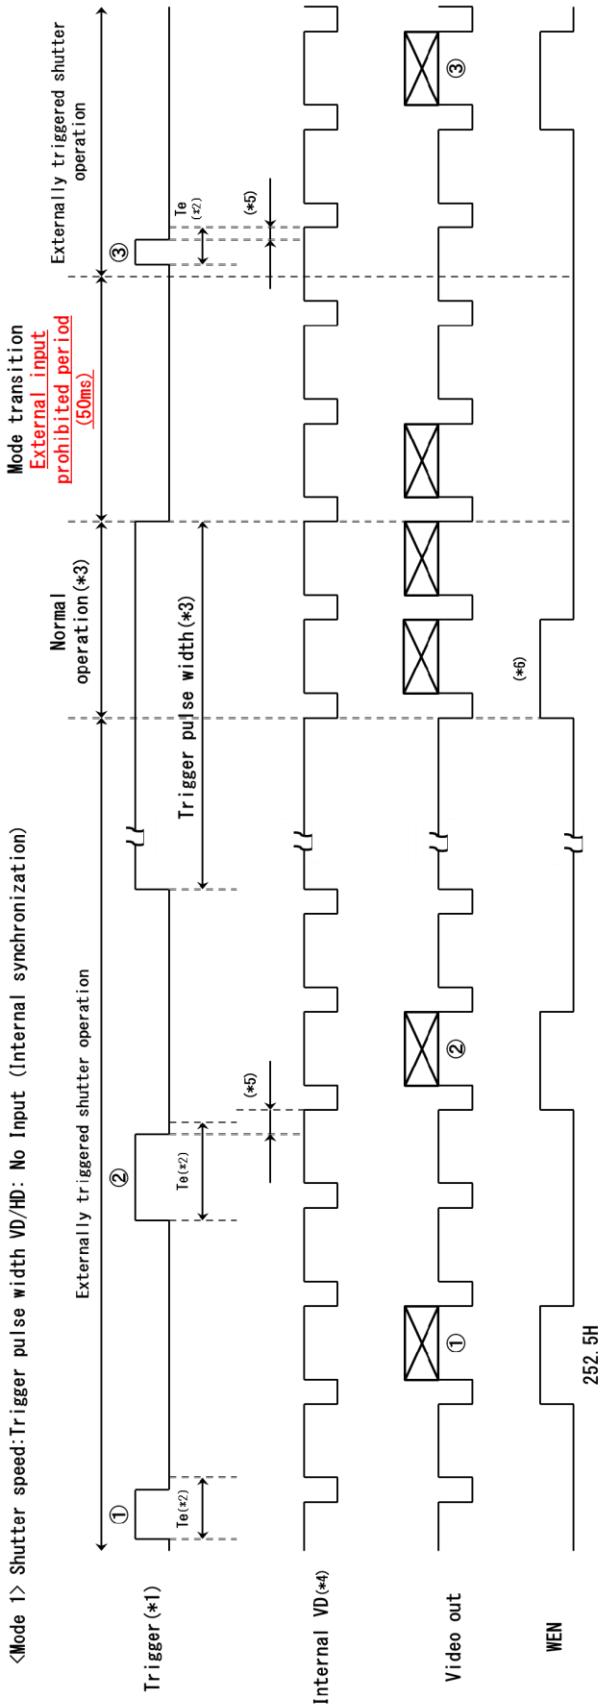 <Mode 1> Shutter speed:Trigger pulse width VD/HD: No Input (Internal synchronization)
Externally triggered shutter operation
Normal
operation(*3)
Mode transition
External input
prohibited period
(50ms)
Externally triggered shutter
operation
Trigger(*1)
①
②
③
Te(*2)
Te(*2)
Trigger pulse width(*3)
Te
(*2)
(*5)
(*5)
Internal VD(*4)
Video out
①
②
③
WEN
(*6)
252.5H